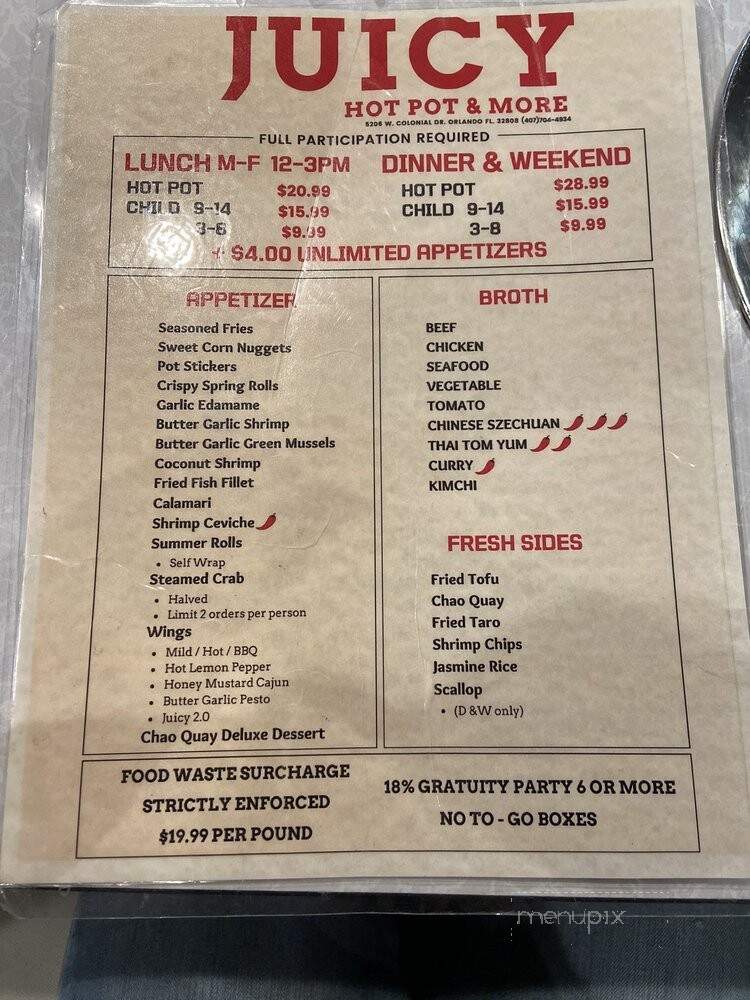 JUICY
HOT POT & MORE
5206 W. COLONIAL DR. ORLANDO FL. 32808 (407)704-4934
FULL PARTICIPATION REQUIRED
LUNCH M-F 12-3PM
HOT POT $20.99
CHILD 9-14 $15.99
3-8 $9.99
DINNER & WEEKEND
HOT POT $28.99
CHILD 9-14 $15.99
3-8 $9.99
+ $4.00 UNLIMITED APPETIZERS
APPETIZER
Seasoned Fries
Sweet Corn Nuggets
Pot Stickers
Crispy Spring Rolls
Garlic Edamame
Butter Garlic Shrimp
Butter Garlic Green Mussels
Coconut Shrimp
Fried Fish Fillet
Calamari
Shrimp Ceviche
Summer Rolls
• Self Wrap
Steamed Crab
• Halved
• Limit 2 orders per person
Wings
• Mild / Hot / BBQ
• Hot Lemon Pepper
• Honey Mustard Cajun
• Butter Garlic Pesto
• Juicy 2.0
Chao Quay Deluxe Dessert
BROTH
BEEF
CHICKEN
SEAFOOD
VEGETABLE
TOMATO
CHINESE SZECHUAN
THAI TOM YUM
CURRY
KIMCHI
FRESH SIDES
Fried Tofu
Chao Quay
Fried Taro
Shrimp Chips
Jasmine Rice
Scallop
• (D &W only)
FOOD WASTE SURCHARGE
STRICTLY ENFORCED
$19.99 PER POUND
18% GRATUITY PARTY 6 OR MORE
NO TO - GO BOXES
menupix